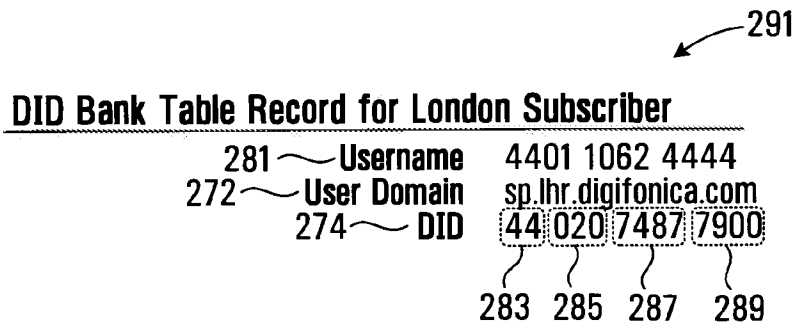 291
DID Bank Table Record for London Subscriber
281 Username 4401 1062 4444
272 User Domain sp.lhr.digifonica.com
274 DID 44 020 7487 7900
283 285 287 289